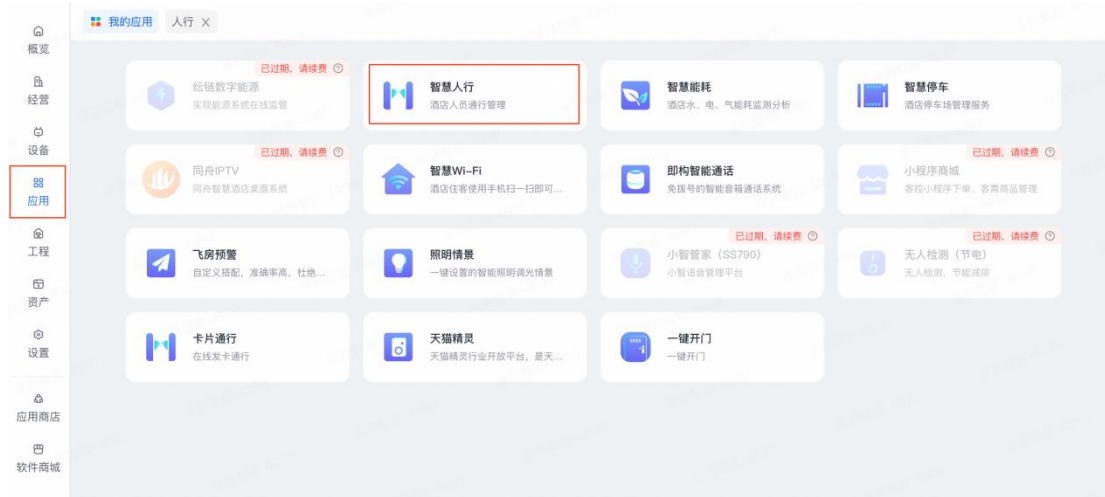 我的应用 人行 X
概览
经营
设备
应用
工程
资产
设置
应用商店
软件商城
已过期，请续费
纭链数字能源
实现能源系统在线监管
智慧人行
酒店人员通行管理
智慧能耗
酒店水、电、气能耗监测分析
智慧停车
酒店停车场管理服务
已过期，请续费
同舟IPTV
同舟智慧酒店桌面系统
智慧Wi-Fi
酒店住客使用手机扫一扫即可...
即构智能通话
免拨号的智能音箱通话系统
已过期，请续费
小程序商城
客控小程序下单、客需商品管理
飞房预警
自定义搭配，准确率高，杜绝...
照明情景
一键设置的智能照明调光情景
已过期，请续费
小智管家（SS790）
小智语音管理平台
已过期，请续费
无人检测（节电）
无人检测，节能减排
卡片通行
在线发卡通行
天猫精灵
天猫精灵行业开放平台，是天...
一键开门
一键开门